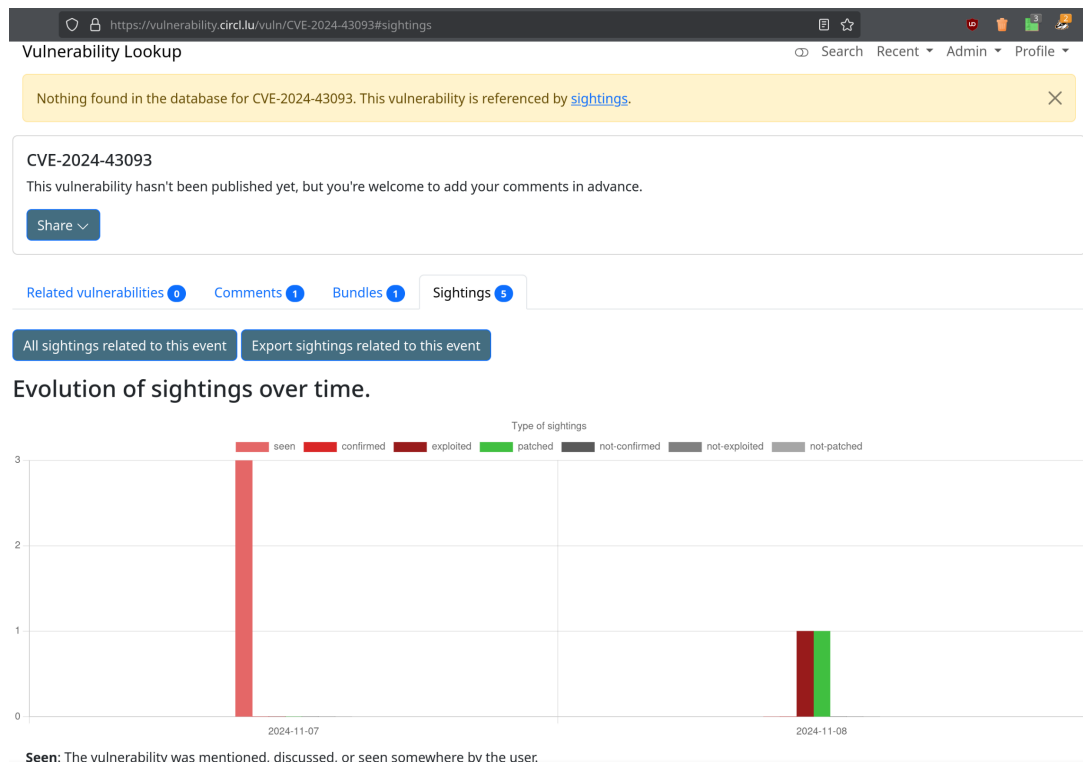 https://vulnerability.circl.lu/vuln/CVE-2024-43093#sightings
3
2
Vulnerability Lookup
Search Recent Admin Profile
Nothing found in the database for CVE-2024-43093. This vulnerability is referenced by sightings.
CVE-2024-43093
This vulnerability hasn't been published yet, but you're welcome to add your comments in advance.
Share
Related vulnerabilities 0 Comments 1 Bundles 1 Sightings 5
All sightings related to this event Export sightings related to this event
Evolution of sightings over time.
Type of sightings
seen confirmed exploited patched not-confirmed not-exploited not-patched
3
2
1
0
2024-11-07 2024-11-08
Seen: The vulnerability was mentioned, discussed, or seen somewhere by the user.